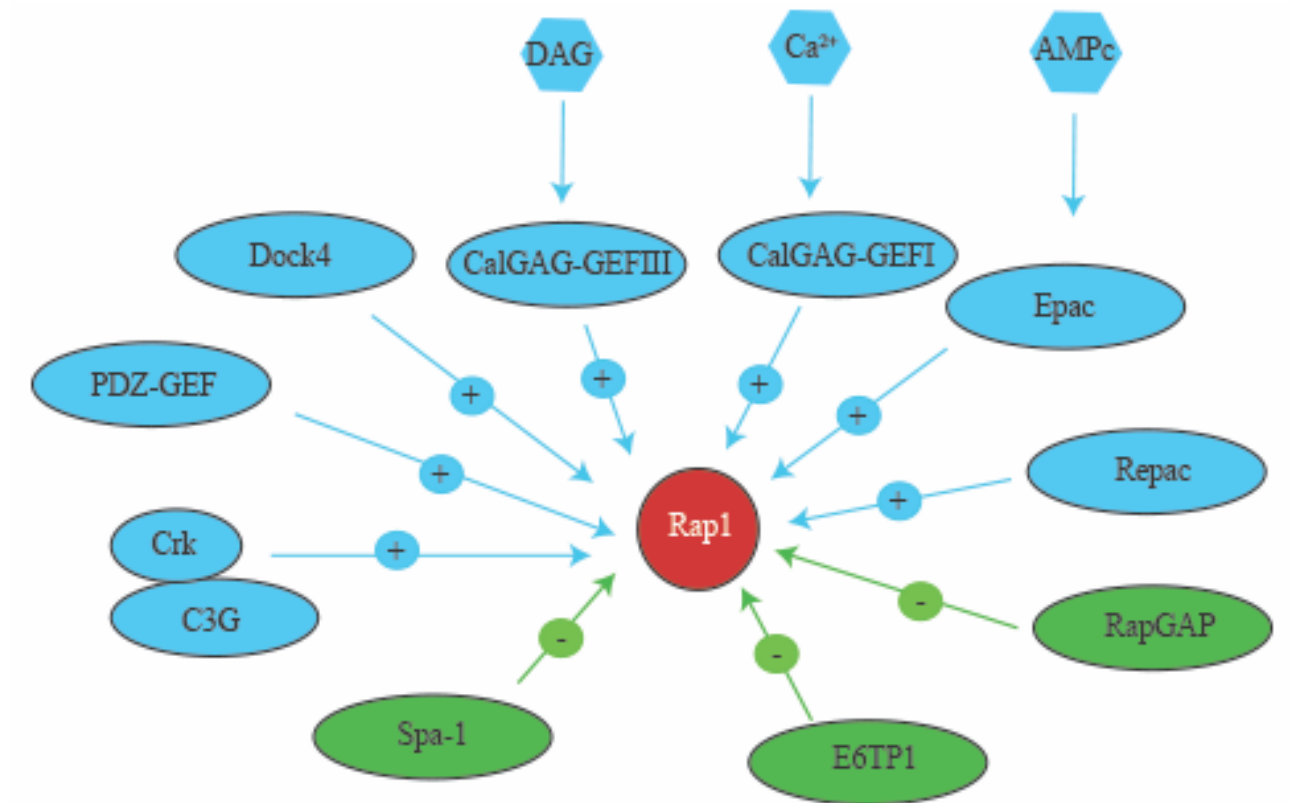 DAG
Ca²⁺
AMPc
Dock4
CalGAG-GEFIII
CalGAG-GEFI
Epac
PDZ-GEF
+
+
+
+
+
Repac
+
Rap1
Crk
+
C3G
-
RapGAP
-
-
Spa-1
E6TP1